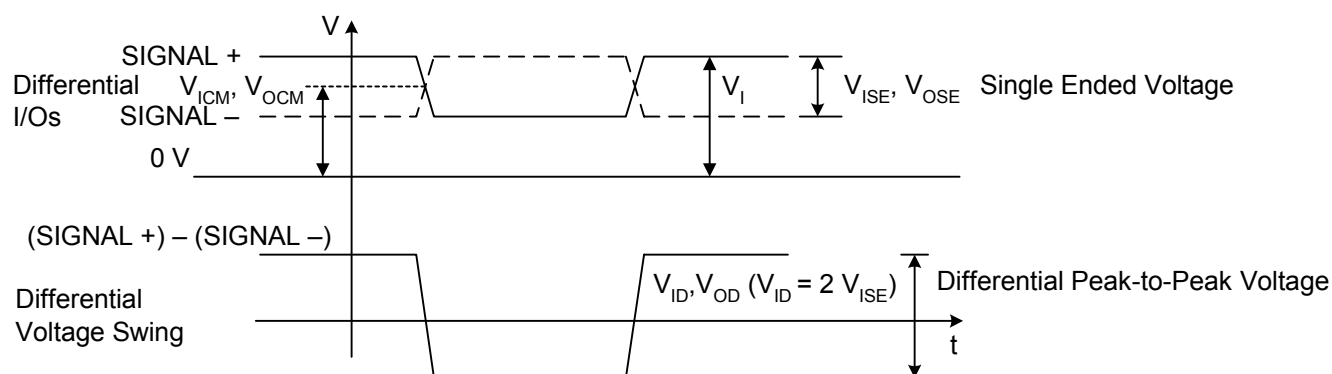 V
SIGNAL +
Differential I/Os
V_ICM, V_OCM
SIGNAL –
V_I
V_ISE, V_OSE Single Ended Voltage
0 V
(SIGNAL +) – (SIGNAL –)
Differential
Voltage Swing
V_ID,V_OD (V_ID = 2 V_ISE)
Differential Peak-to-Peak Voltage
t